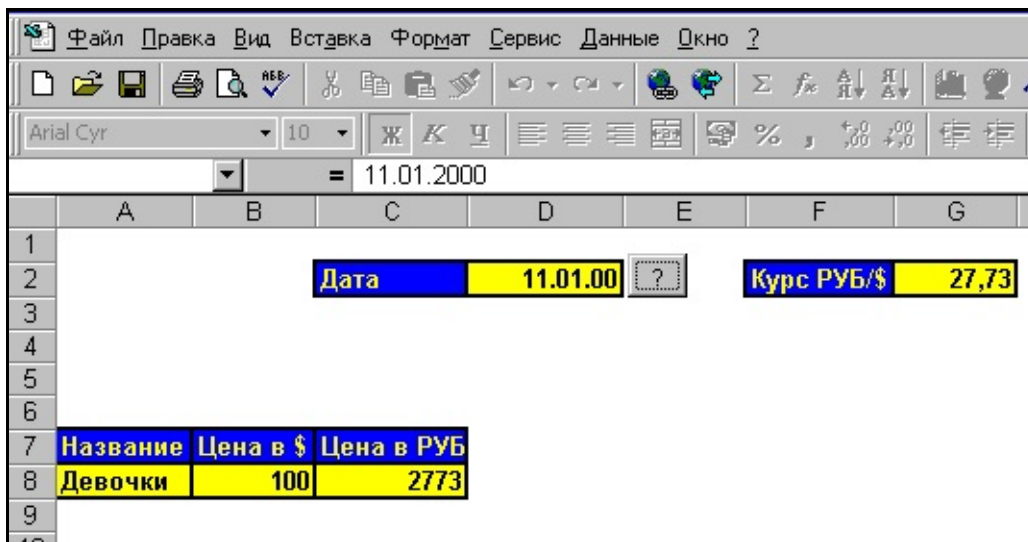 Файл Правка Вид Вставка Формат Сервис Данные Окно ?
Arial Cyr 10 Ж К Ч % ,
= 11.01.2000
A B C D E F G
1
2 Дата 11.01.00 ? Курс РУБ/$ 27,73
3
4
5
6
7 Название Цена в $ Цена в РУБ
8 Девочки 100 2773
9